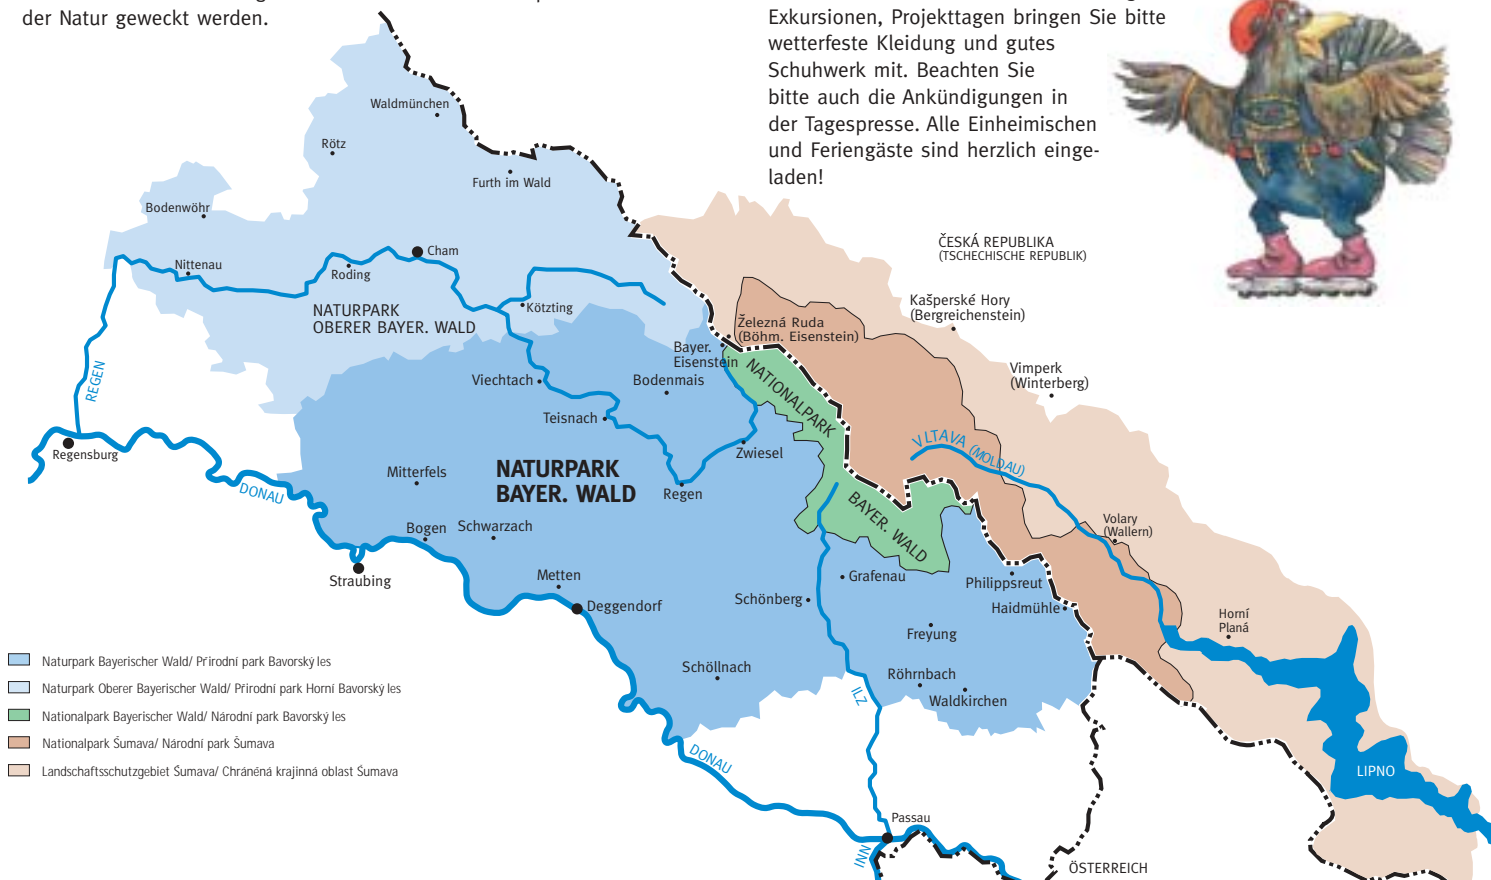 der Natur geweckt werden.
Exkursionen, Projekttagen bringen Sie bitte
wetterfeste Kleidung und gutes
Schuhwerk mit. Beachten Sie
bitte auch die Ankündigungen in
der Tagespresse. Alle Einheimischen
und Feriengäste sind herzlich einge-
laden!
Waldmünchen
Rötz
Furth im Wald
Bodenwöhr
Nittenau
Roding
Cham
NATURPARK
OBERER BAYER. WALD
Kötzting
ČESKÁ REPUBLIKA
(TSCHECHISCHE REPUBLIK)
Kašperské Hory
(Bergreichenstein)
Železná Ruda
(Böhm. Eisenstein)
Bayer.
Eisenstein
Vimperk
(Winterberg)
REGEN
Viechtach
Bodenmais
Teisnach
NATIONALPARK
BAYER. WALD
VLTAVA (MOLDAU)
Regensburg
DONAU
Mitterfels
NATURPARK
BAYER. WALD
Zwiesel
Regen
Bogen
Schwarzach
Volary
(Wallern)
Straubing
Metten
Deggendorf
Grafenau
Schönberg
Philippsreut
Haidmühle
Freyung
Horní
Planá
Schöllnach
Röhrnbach
Waldkirchen
ILZ
DONAU
LIPNO
Passau
INN
ÖSTERREICH
Naturpark Bayerischer Wald/ Přirodní park Bavorský les
Naturpark Oberer Bayerischer Wald/ Přirodní park Horní Bavorský les
Nationalpark Bayerischer Wald/ Národní park Bavorský les
Nationalpark Šumava/ Národní park Šumava
Landschaftsschutzgebiet Šumava/ Chráněná krajinná oblast Šumava